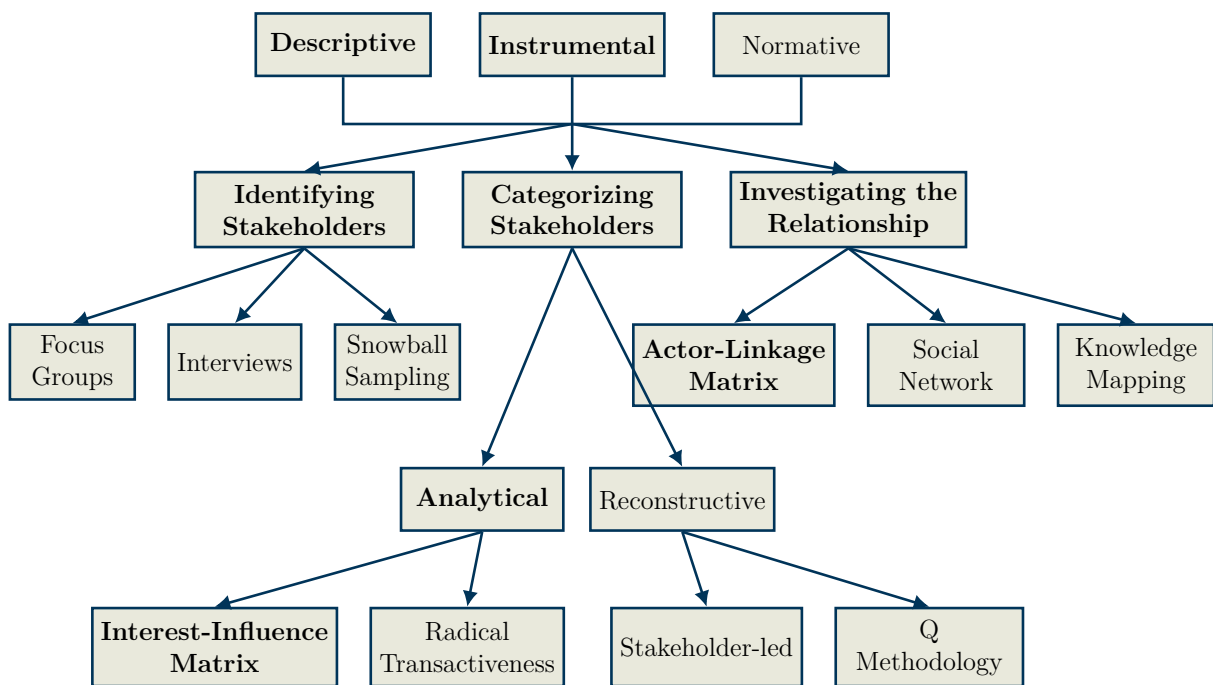 Descriptive
Instrumental
Normative
Identifying
Stakeholders
Categorizing
Stakeholders
Investigating the
Relationship
Focus
Groups
Interviews
Snowball
Sampling
Actor-Linkage
Matrix
Social
Network
Knowledge
Mapping
Analytical
Reconstructive
Interest-Influence
Matrix
Radical
Transactiveness
Stakeholder-led
Q
Methodology